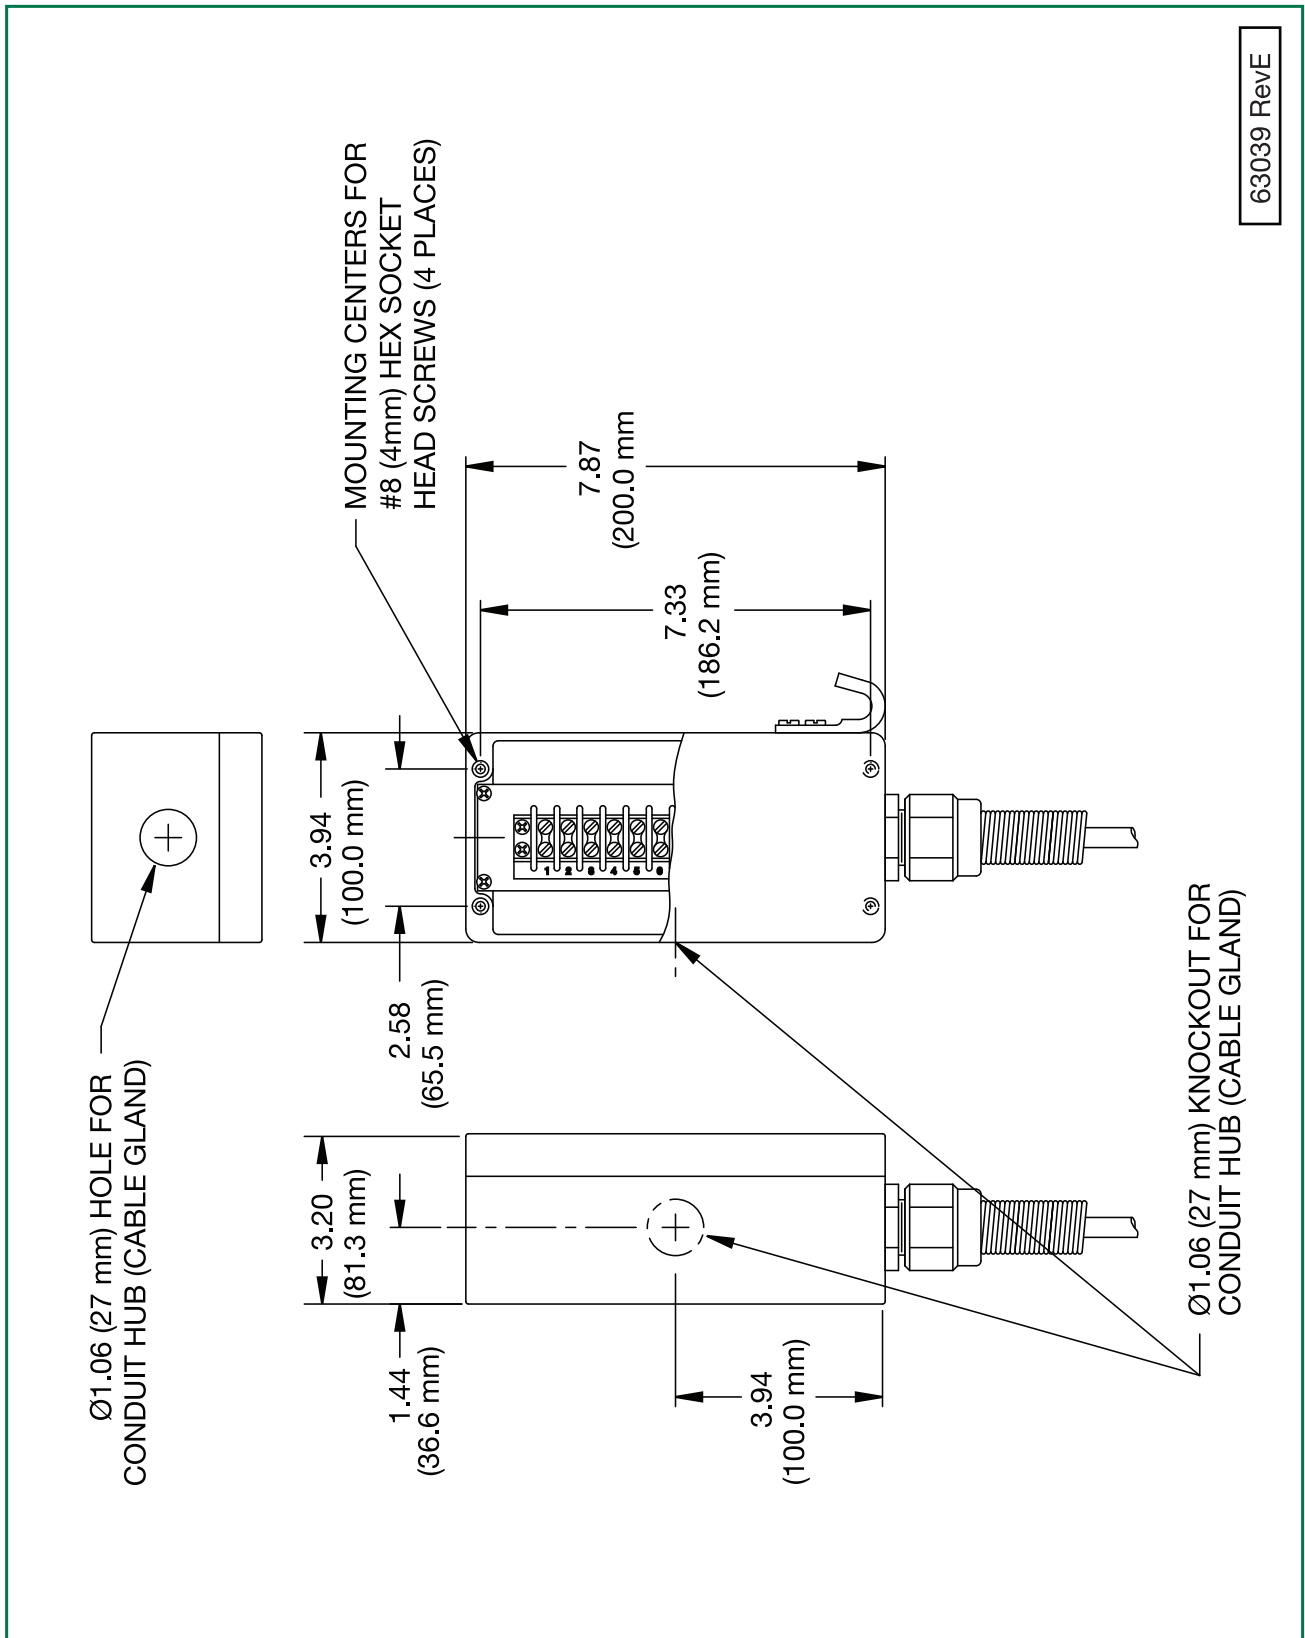 63039 RevE
MOUNTING CENTERS FOR
#8 (4mm) HEX SOCKET
HEAD SCREWS (4 PLACES)
7.87
(200.0 mm
7.33
(186.2 mm)
3.94
(100.0 mm)
2.58
(65.5 mm)
1 2 3 4 5 6
Ø1.06 (27 mm) HOLE FOR
CONDUIT HUB (CABLE GLAND)
3.20
(81.3 mm)
1.44
(36.6 mm)
3.94
(100.0 mm)
Ø1.06 (27 mm) KNOCKOUT FOR
CONDUIT HUB (CABLE GLAND)